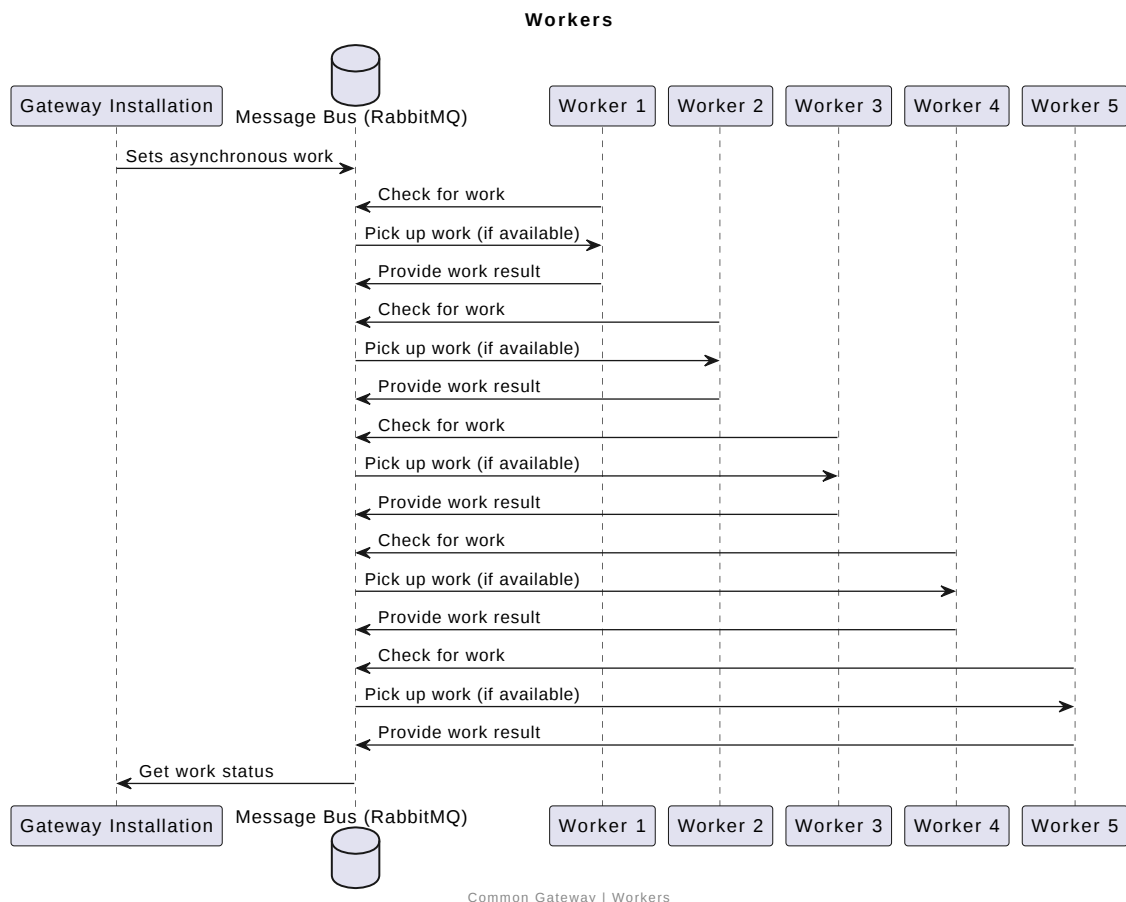 Workers
Gateway Installation
Message Bus (RabbitMQ)
Worker 1
Worker 2
Worker 3
Worker 4
Worker 5
Sets asynchronous work
Check for work
Pick up work (if available)
Provide work result
Check for work
Pick up work (if available)
Provide work result
Check for work
Pick up work (if available)
Provide work result
Check for work
Pick up work (if available)
Provide work result
Check for work
Pick up work (if available)
Provide work result
Get work status
Gateway Installation
Message Bus (RabbitMQ)
Worker 1
Worker 2
Worker 3
Worker 4
Worker 5
Common Gateway | Workers